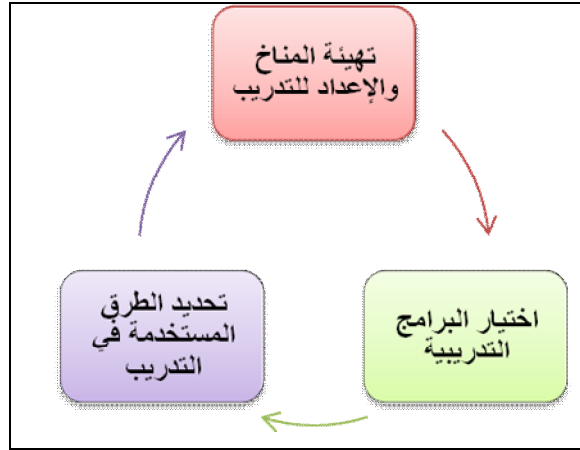 تهيئة المناخ
والإعداد للتدريب
اختيار البرامج
التدريبية
تحديد الطرق
المستخدمة في
التدريب